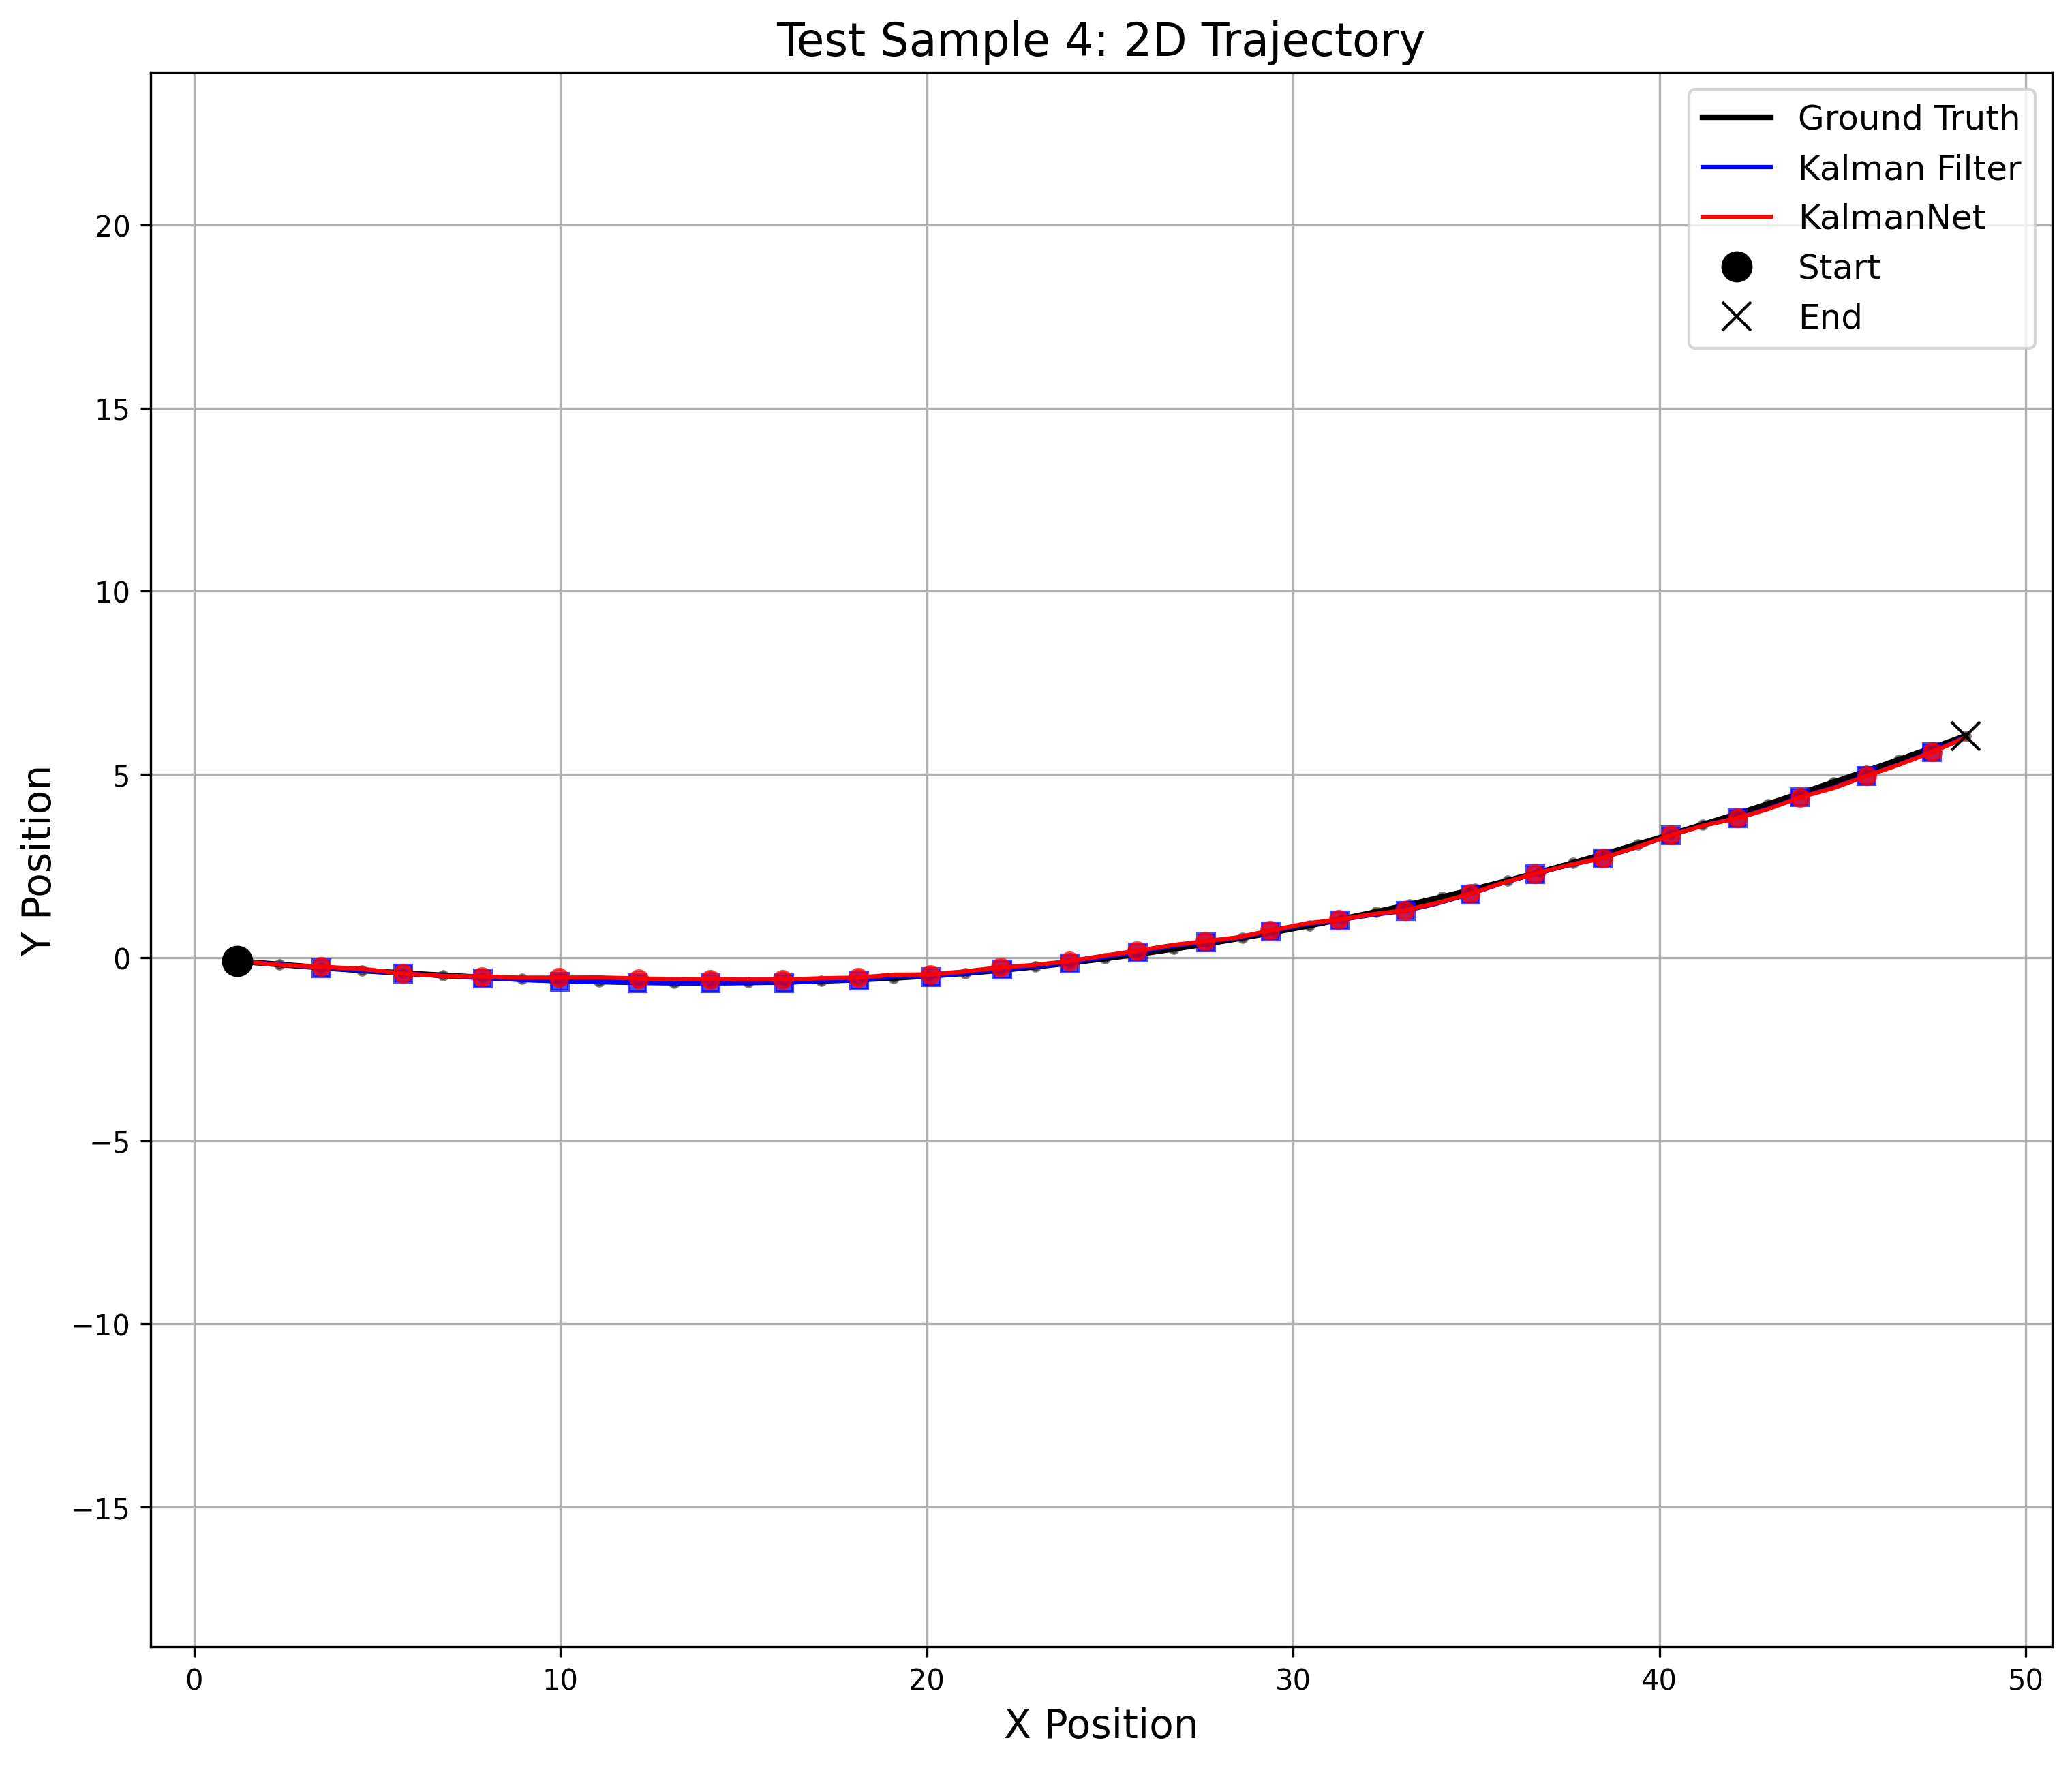 Test Sample 4: 2D Trajectory
Ground Truth
Kalman Filter
KalmanNet
Start
End
20
15
10
5
0
−5
−10
−15
Y Position
0 10 20 30 40 50
X Position